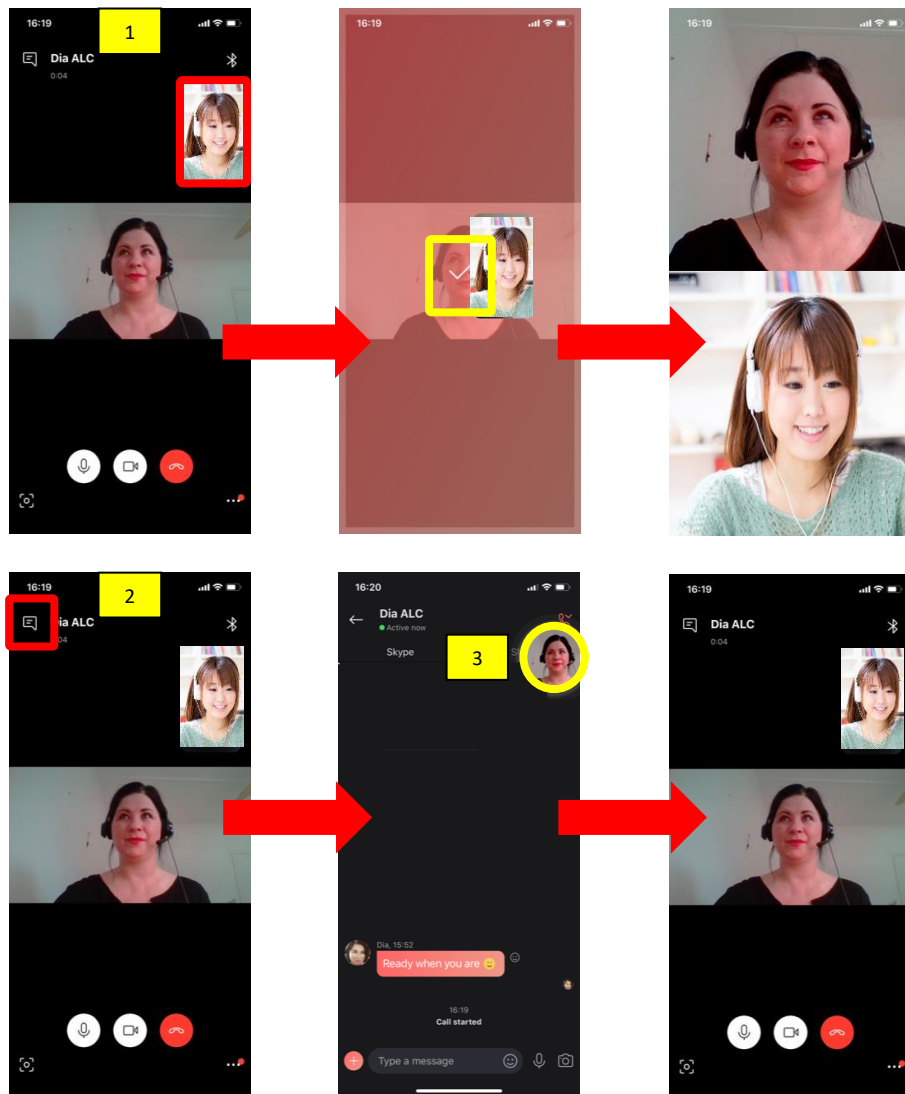 16:19
1
Dia ALC
0:04
16:19
16:19
16:19
2
ia ALC
04
16:20
Dia ALC
Active now
Skype
3
S
Dia, 15:52
Ready when you are
16:19
Call started
Type a message
16:19
Dia ALC
0:04